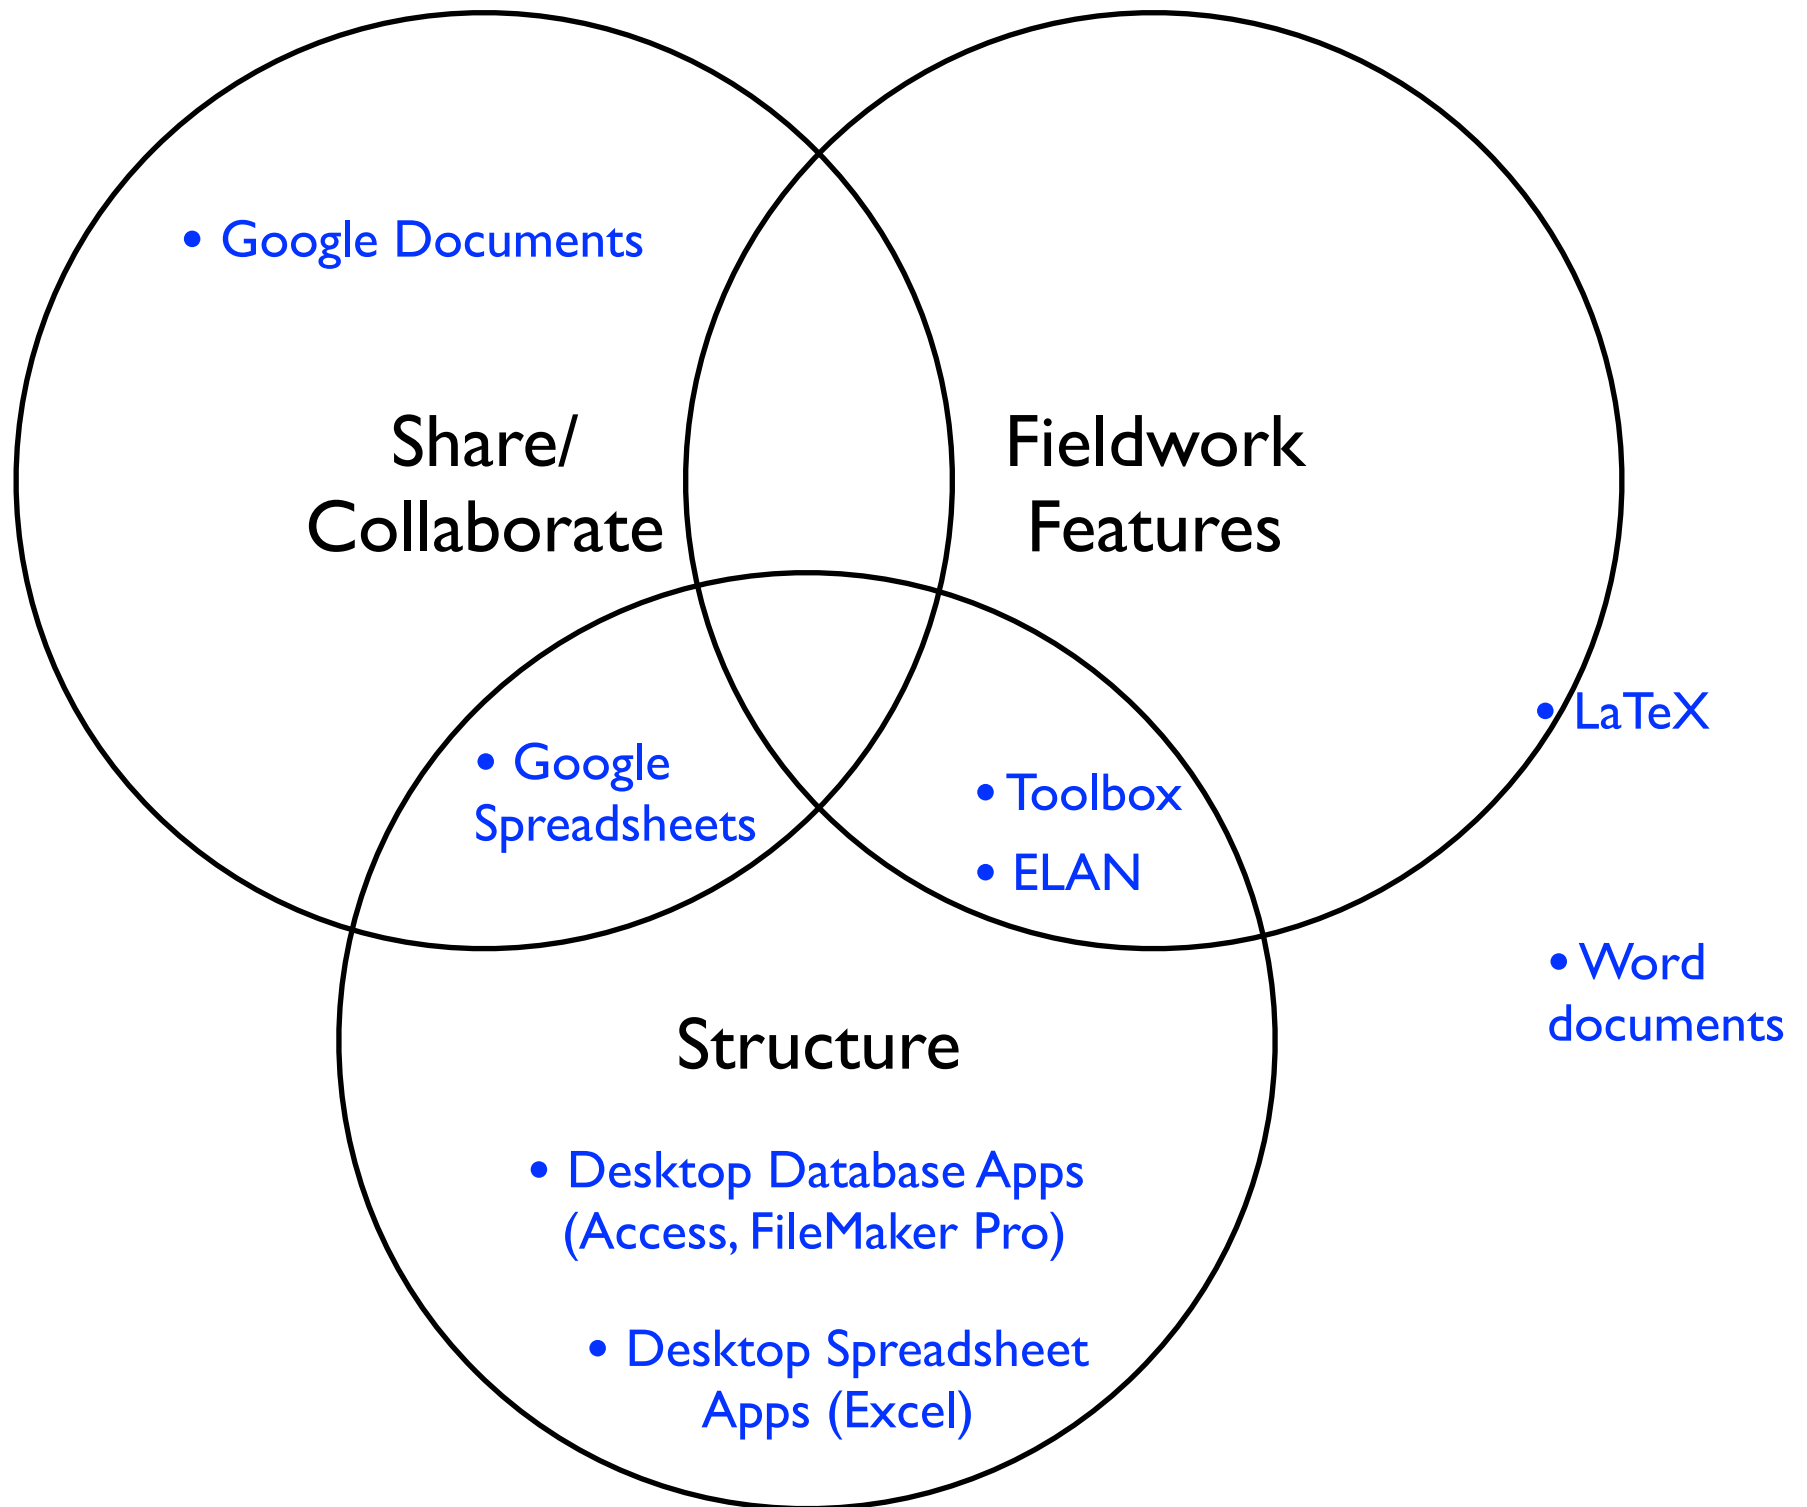 • Google Documents
Share/
Collaborate
Fieldwork
Features
• LaTeX
• Google
Spreadsheets
• Toolbox
• ELAN
• Word
documents
Structure
• Desktop Database Apps
(Access, FileMaker Pro)
• Desktop Spreadsheet
Apps (Excel)